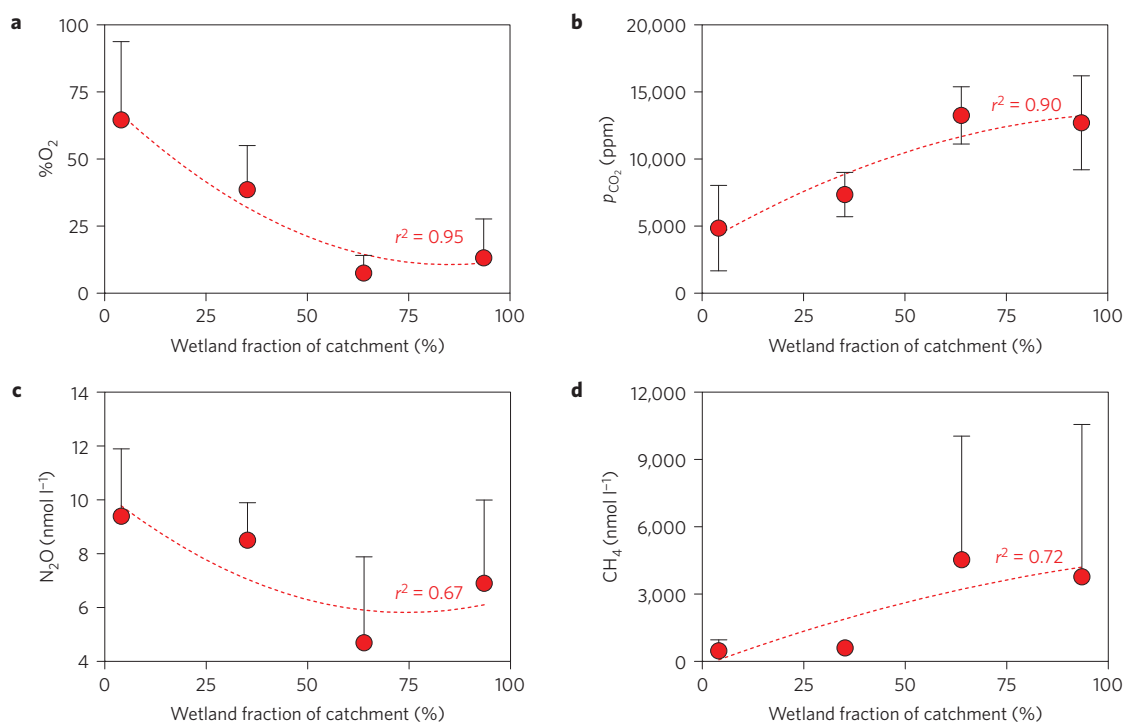 a
100
75
50
25
0
%O₂
r² = 0.95
0 25 50 75 100
Wetland fraction of catchment (%)
b
20,000
15,000
10,000
5,000
0
pCO₂ (ppm)
r² = 0.90
0 25 50 75 100
Wetland fraction of catchment (%)
c
14
12
10
8
6
4
N₂O (nmol l⁻¹)
r² = 0.67
0 25 50 75 100
Wetland fraction of catchment (%)
d
12,000
9,000
6,000
3,000
0
CH₄ (nmol l⁻¹)
r² = 0.72
0 25 50 75 100
Wetland fraction of catchment (%)